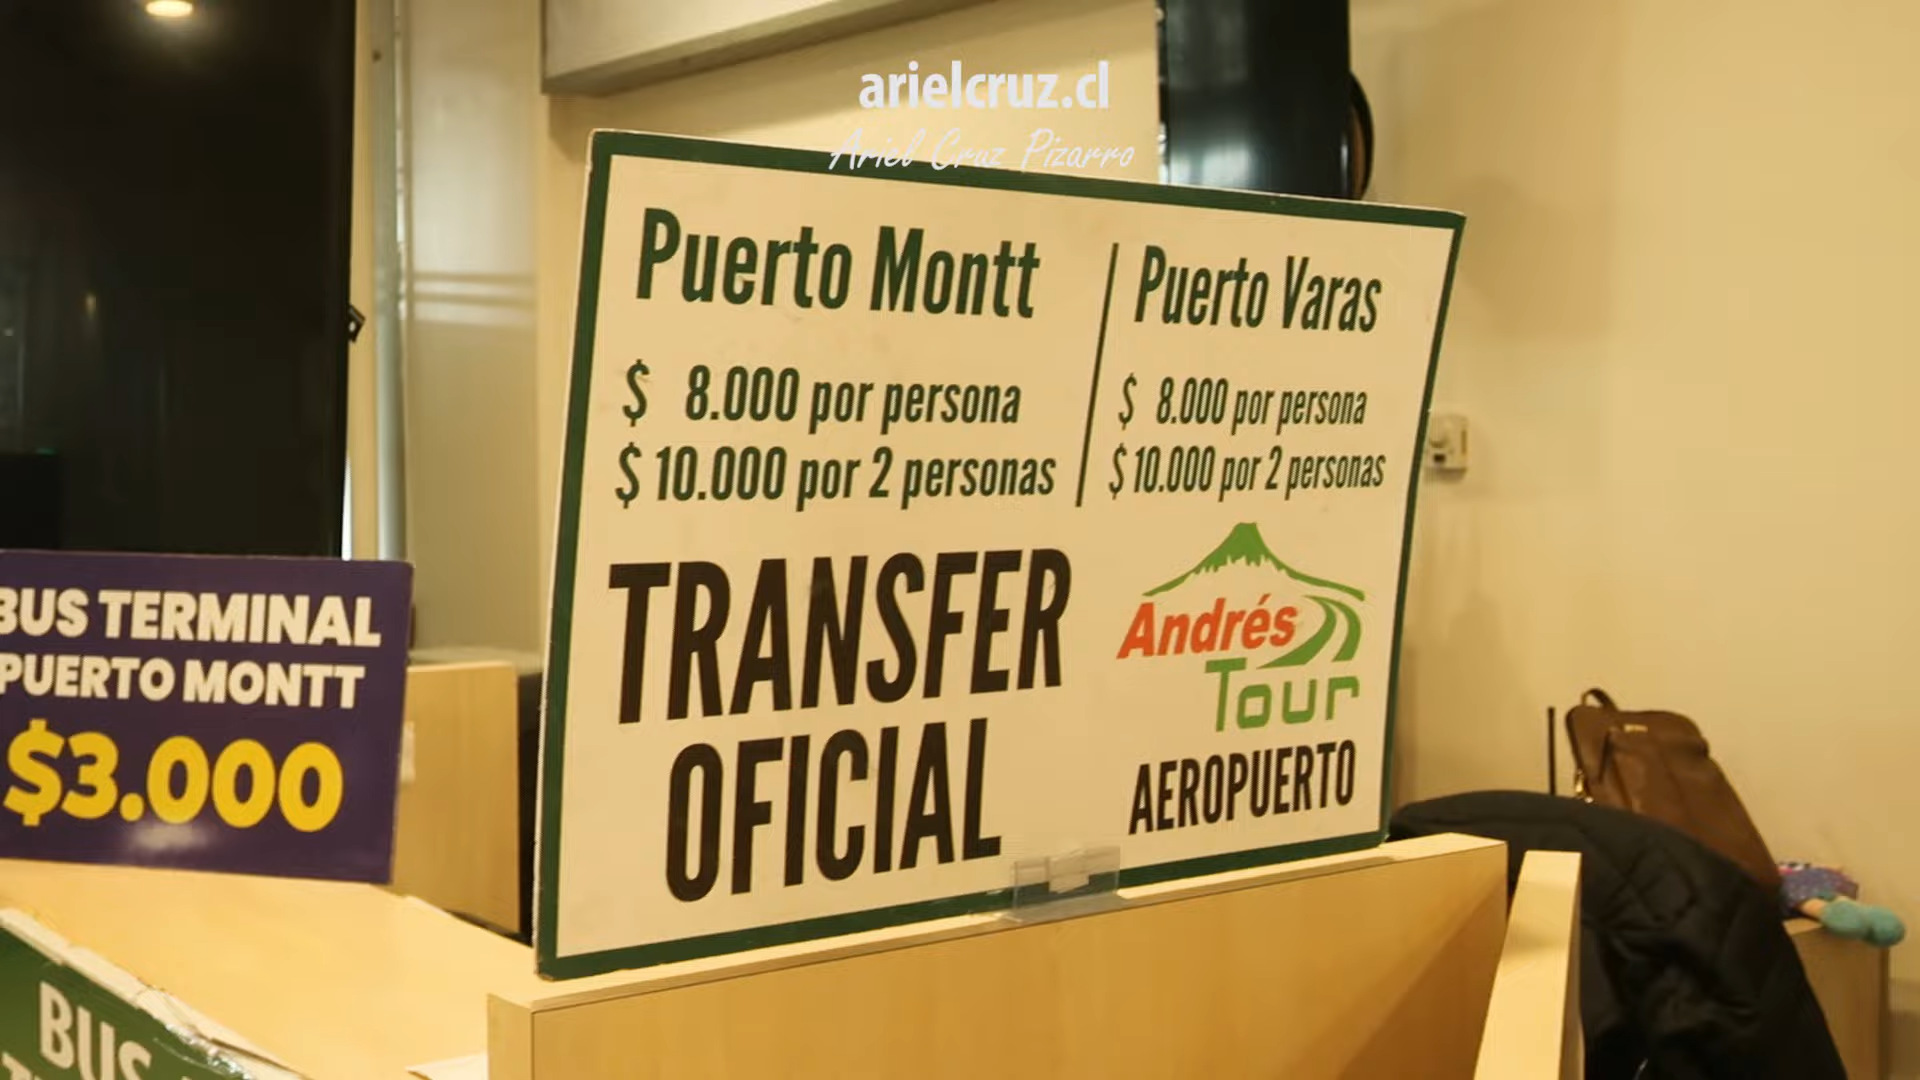 arielcruz.cl
Ariel Cruz Pizarro
Puerto Montt
$ 8.000 por persona
$ 10.000 por 2 personas
Puerto Varas
$ 8.000 por persona
$ 10.000 por 2 personas
TRANSFER
OFICIAL
Andrés
Tour
AEROPUERTO
BUS TERMINAL
PUERTO MONTT
$3.000
BUS